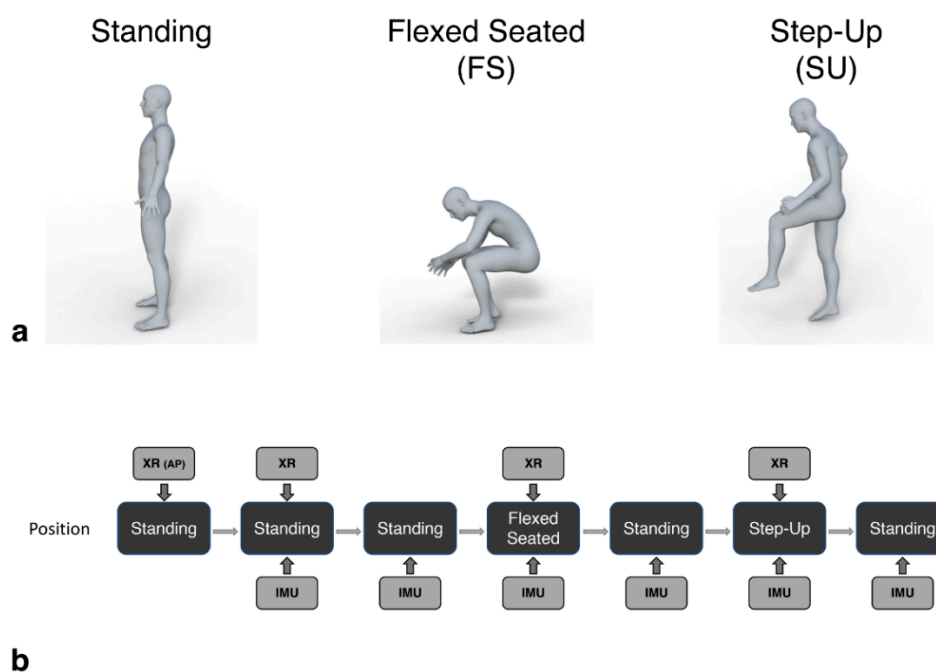 Standing
Flexed Seated
(FS)
Step-Up
(SU)
a
XR (AP)
XR
XR
XR
Position
Standing
Standing
Standing
Flexed
Seated
Standing
Step-Up
Standing
IMU
IMU
IMU
IMU
IMU
IMU
b